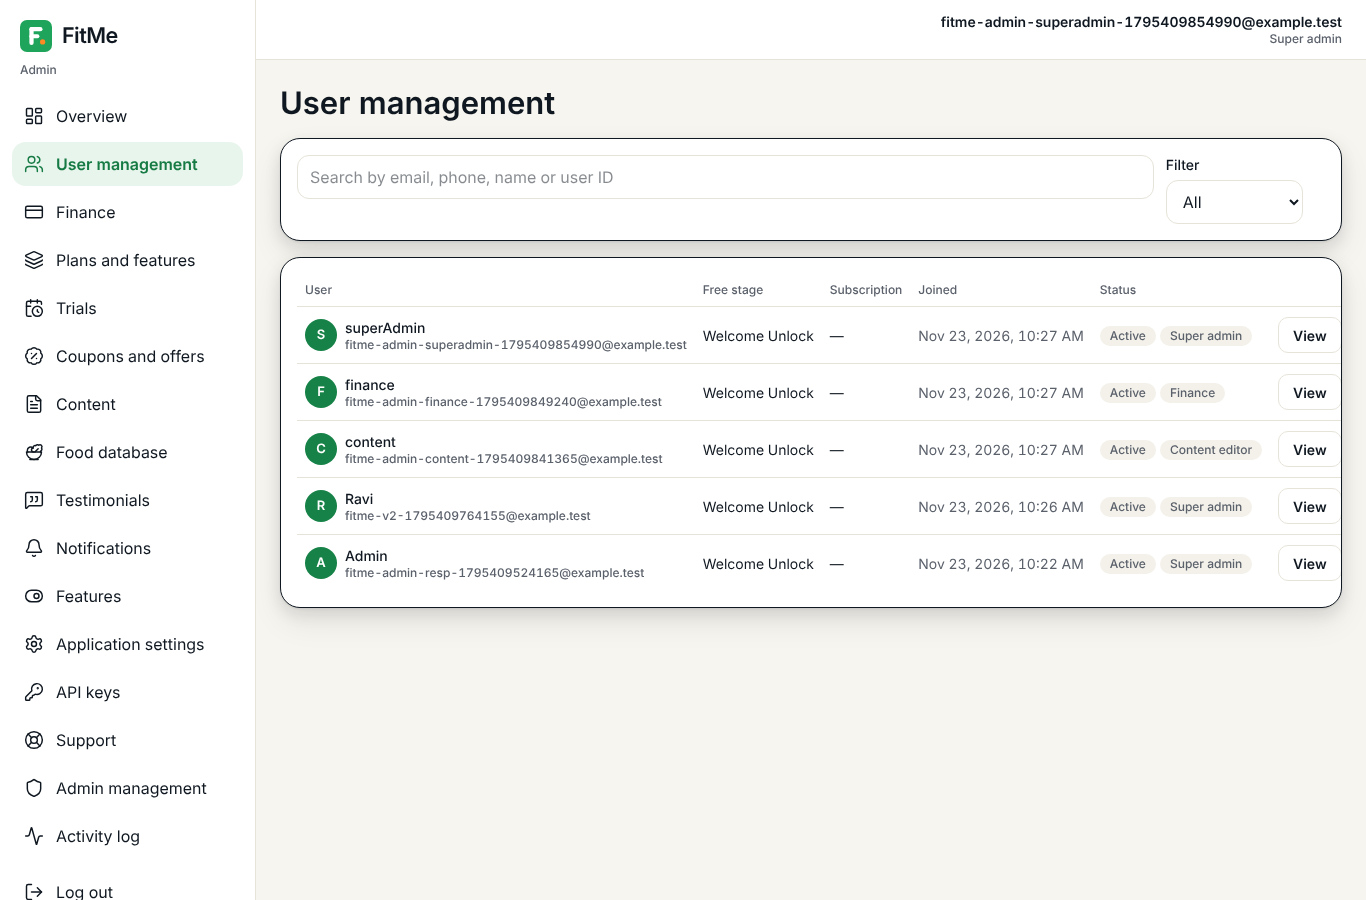 FitMe
Admin
Overview
User management
Finance
Plans and features
Trials
Coupons and offers
Content
Food database
Testimonials
Notifications
Features
Application settings
API keys
Support
Admin management
Activity log
Log out
fitme-admin-superadmin-1795409854990@example.test
Super admin
User management
Search by email, phone, name or user ID
Filter
All
User Free stage Subscription Joined Status
S superAdmin
fitme-admin-superadmin-1795409854990@example.test
Welcome Unlock — Nov 23, 2026, 10:27 AM Active Super admin View
F finance
fitme-admin-finance-1795409849240@example.test
Welcome Unlock — Nov 23, 2026, 10:27 AM Active Finance View
C content
fitme-admin-content-1795409841365@example.test
Welcome Unlock — Nov 23, 2026, 10:27 AM Active Content editor View
R Ravi
fitme-v2-1795409764155@example.test
Welcome Unlock — Nov 23, 2026, 10:26 AM Active Super admin View
A Admin
fitme-admin-resp-1795409524165@example.test
Welcome Unlock — Nov 23, 2026, 10:22 AM Active Super admin View